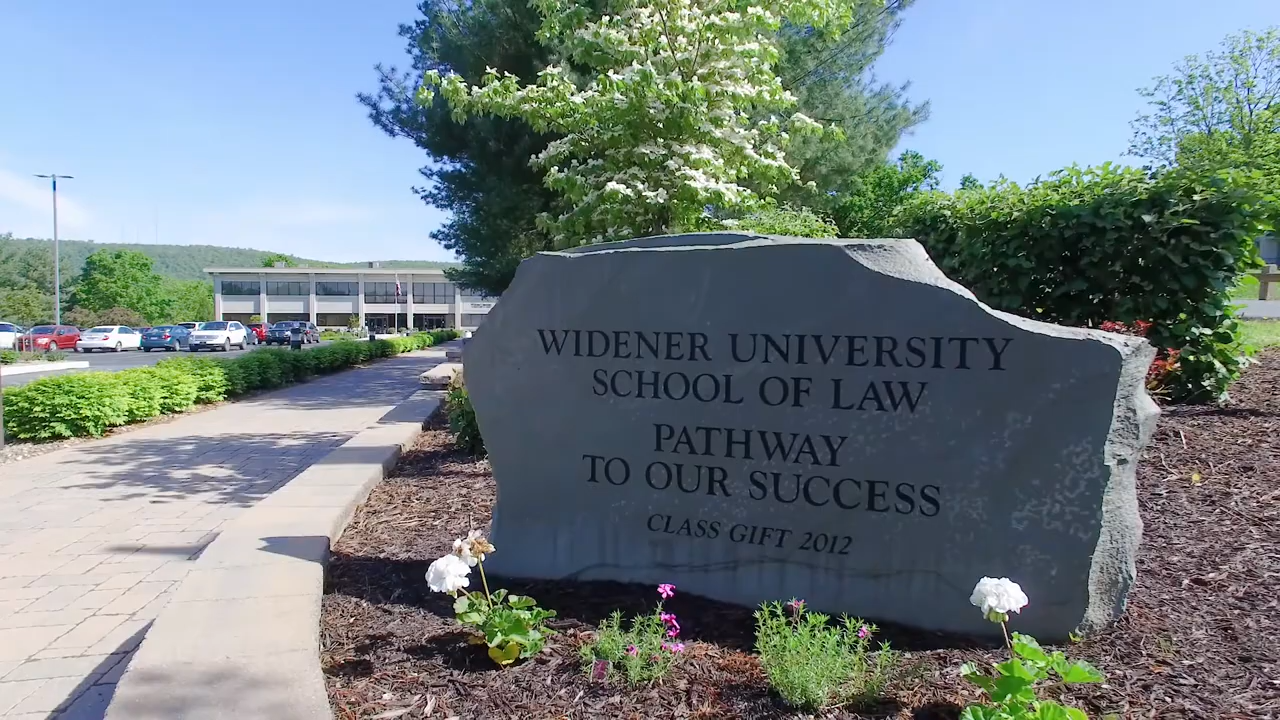 WIDENER UNIVERSITY
SCHOOL OF LAW
PATHWAY
TO OUR SUCCESS
CLASS GIFT 2012